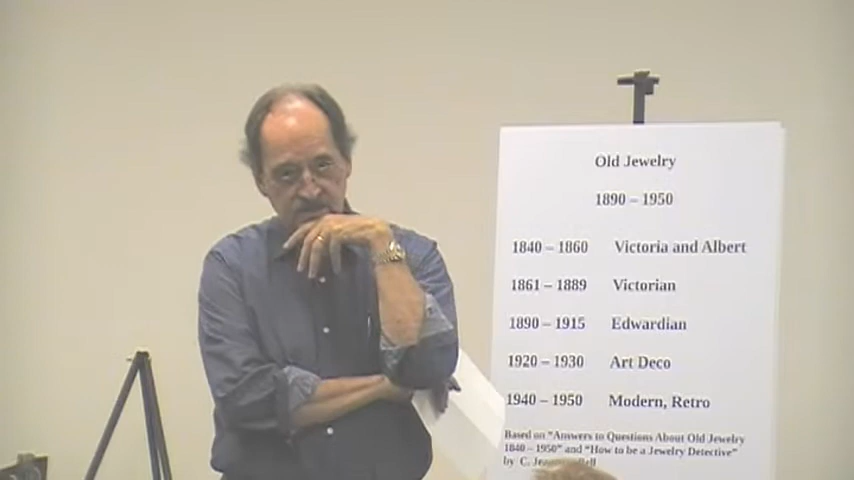 Old Jewelry
1890 – 1950
1840 – 1860 Victoria and Albert
1861 – 1889 Victorian
1890 – 1915 Edwardian
1920 – 1930 Art Deco
1940 – 1950 Modern, Retro
Based on "Answers to Questions About Old Jewelry
1840 – 1950" and "How to be a Jewelry Detective"
by C.